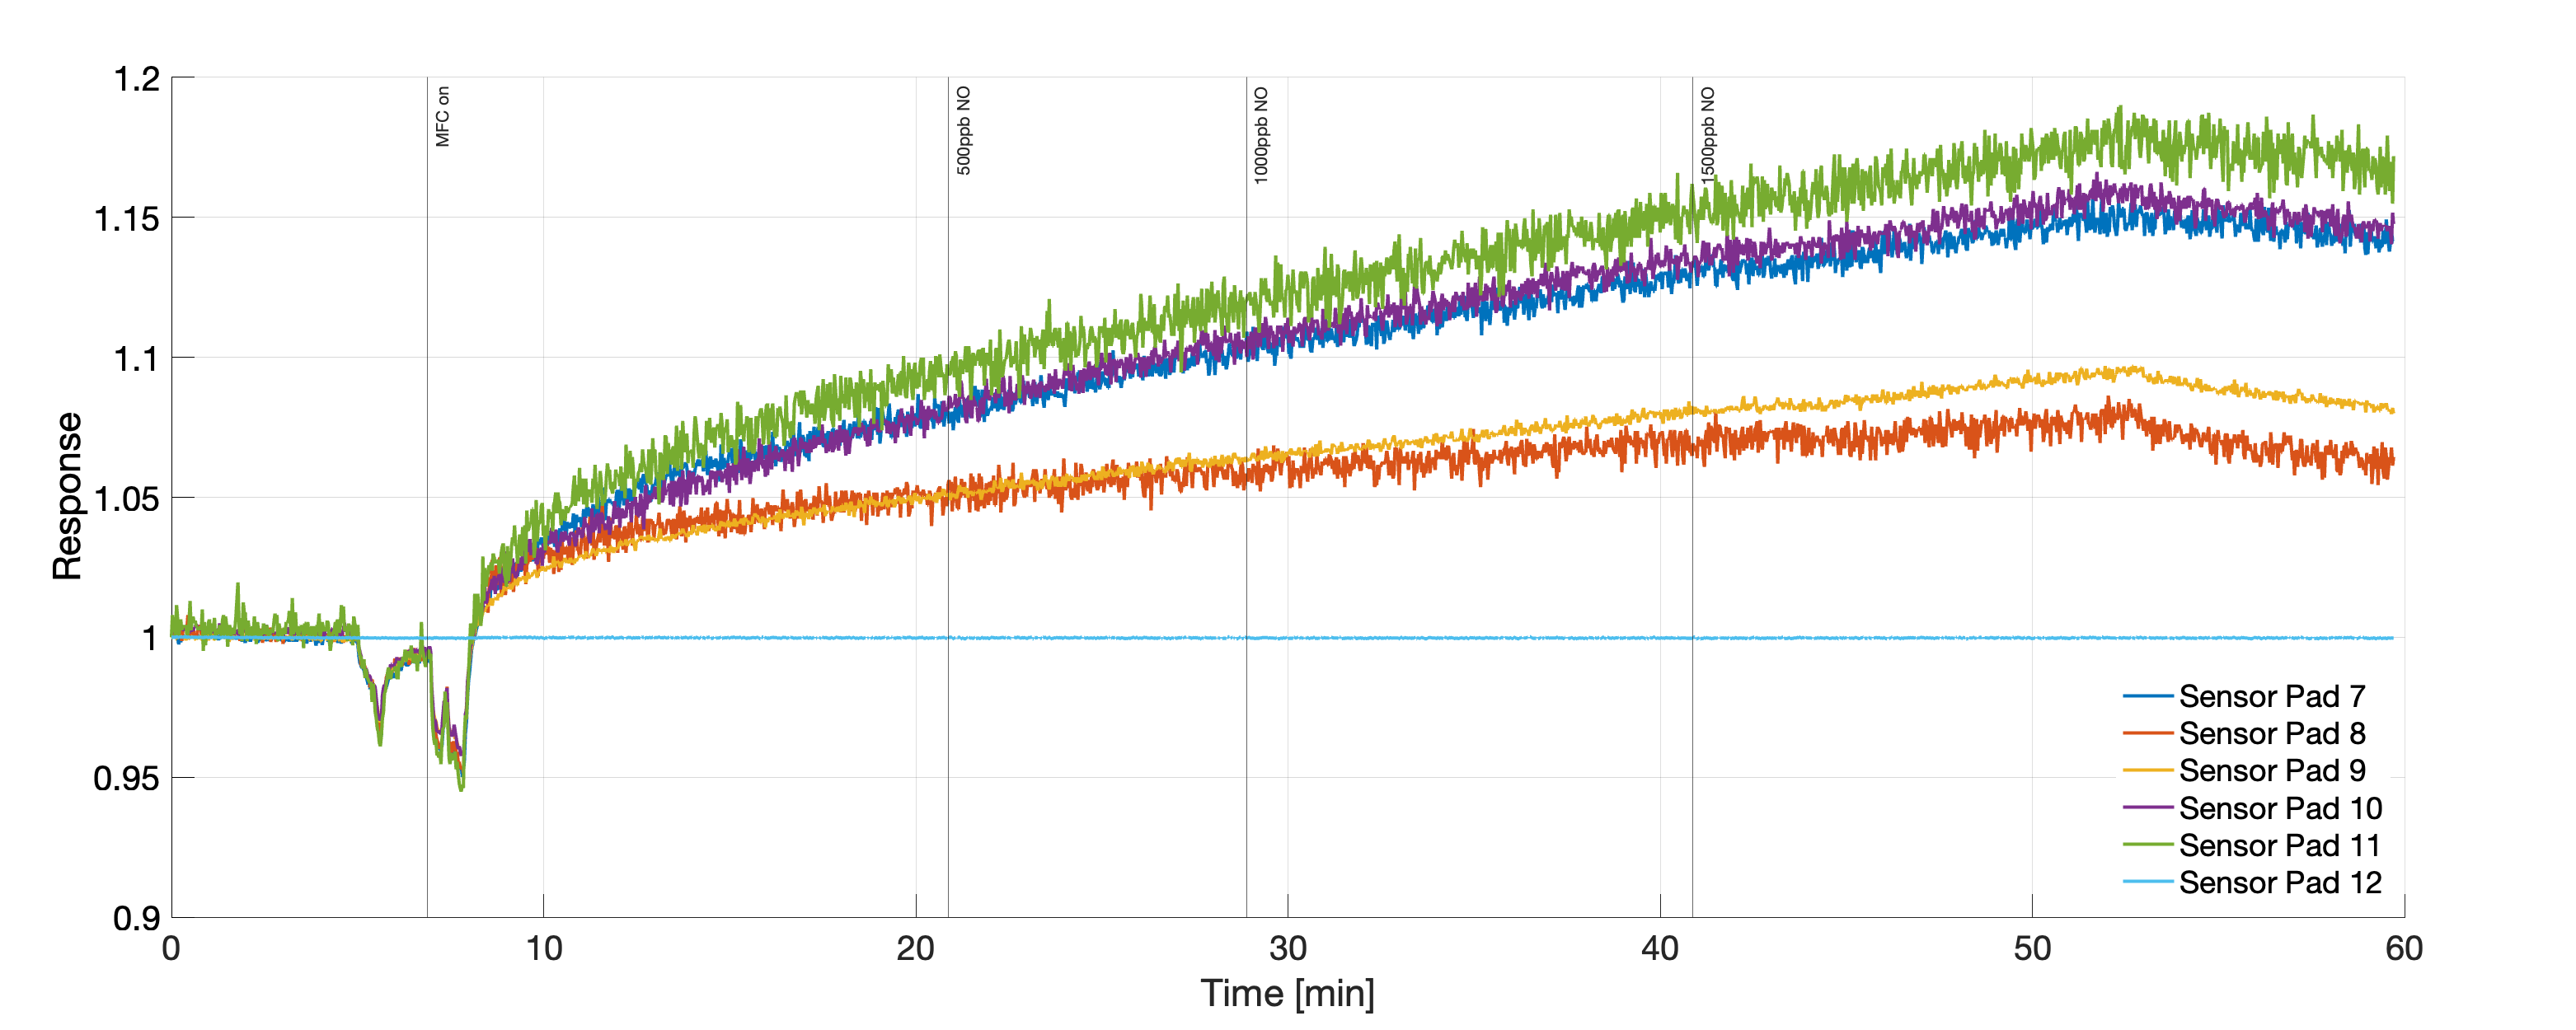 1.2
1.15
1.1
1.05
1
0.95
0.9
Response
MFC on
500ppb NO
1000ppb NO
1500ppb NO
Sensor Pad 7
Sensor Pad 8
Sensor Pad 9
Sensor Pad 10
Sensor Pad 11
Sensor Pad 12
0 10 20 30 40 50 60
Time [min]